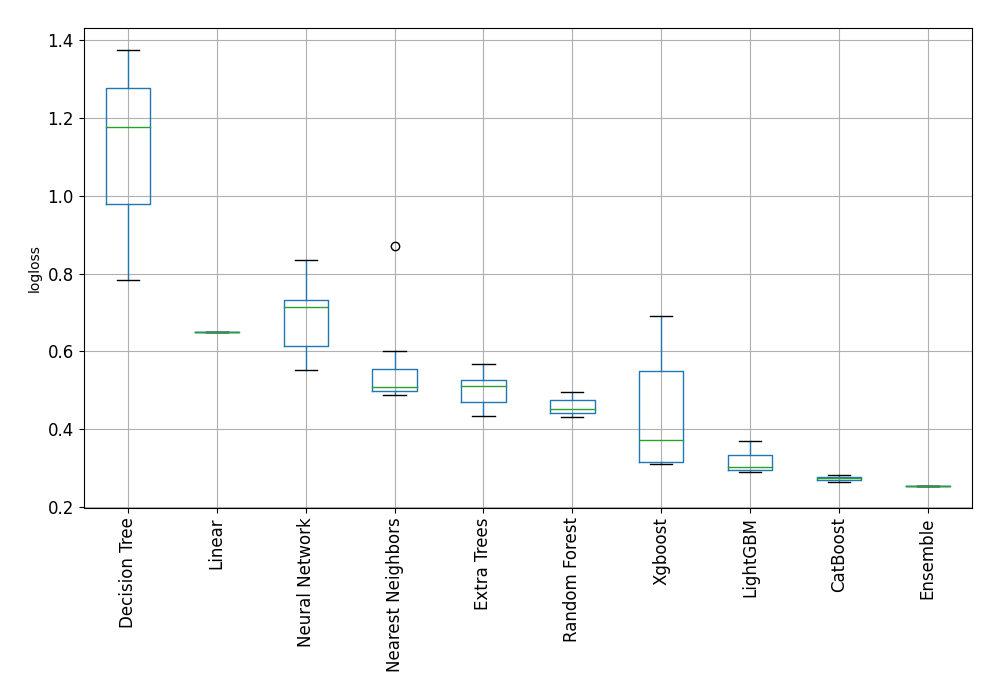 1.4
1.2
1.0
0.8
0.6
0.4
0.2
logloss
Decision Tree
Linear
Neural Network
Nearest Neighbors
Extra Trees
Random Forest
Xgboost
LightGBM
CatBoost
Ensemble